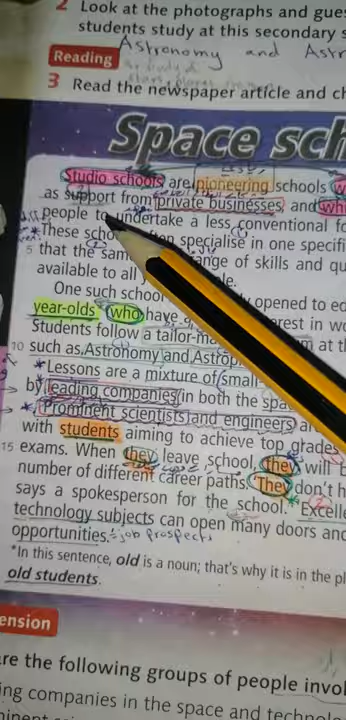 2 Look at the photographs and gues
students study at this secondary s
Astronomy and Astr
Reading
3 Read the newspaper article and ch
Space sch
Studio schools are pioneering schools w
as support from private businesses, and whi
people to undertake a less conventional fo
*These scho specialise in one specifi
5 that the sam ange of skills and qu
available to all
One such school opened to ed
year-olds, who have erest in wo
Students follow a tailor-ma at th
10 such as Astronomy and Astrop
*Lessons are a mixture of small-
by leading companies in both the spa
*Prominent scientists and engineers an
with students aiming to achieve top grades
15 exams. When they leave school, they will b
number of different career paths. 'They don't h
says a spokesperson for the school. *'Excelle
technology subjects can open many doors and
opportunities. job prospects
*In this sentence, old is a noun; that's why it is in the pl
old students.
ension
re the following groups of people invol
ing companies in the space and technolo